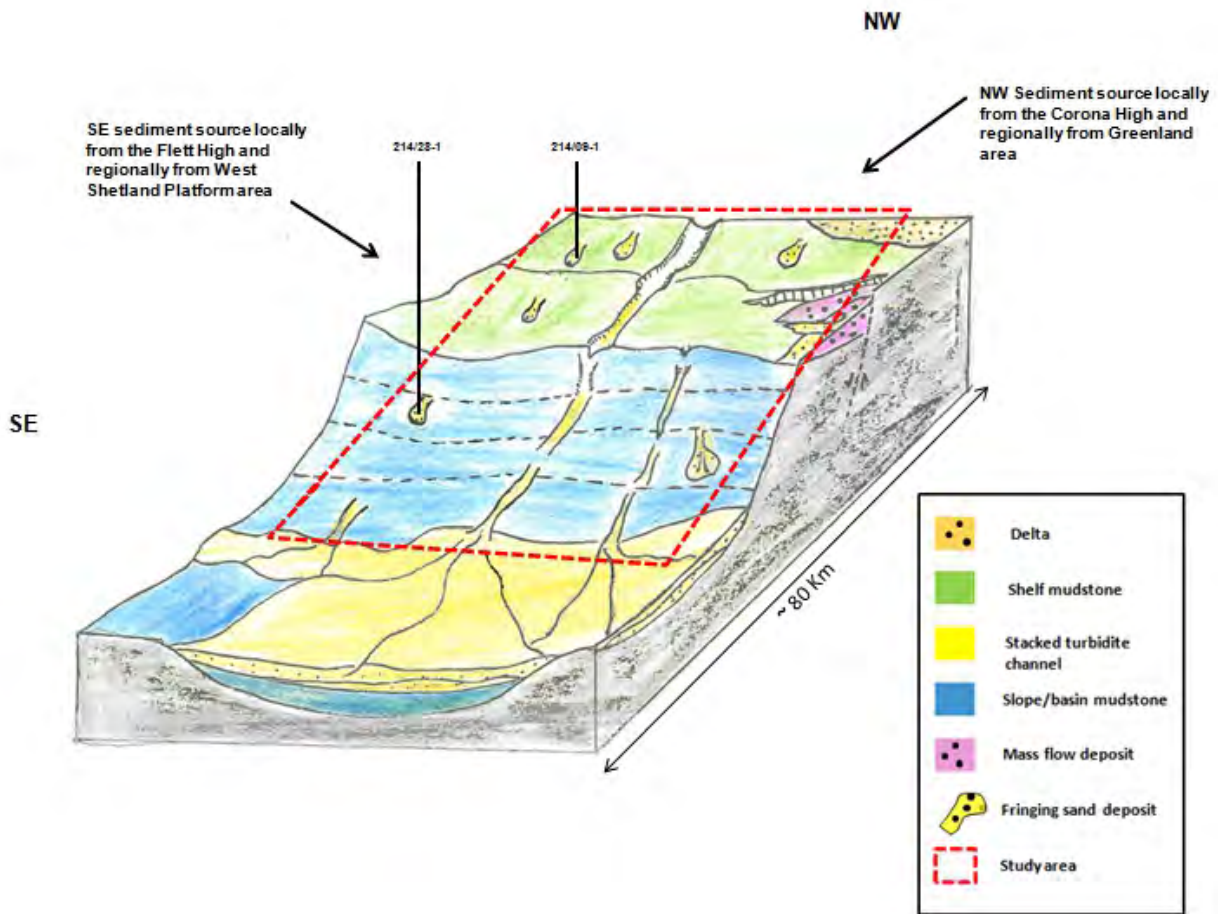 NW
NW Sediment source locally
from the Corona High and
regionally from Greenland
area
SE sediment source locally
from the Flett High and
regionally from West
Shetland Platform area
214/28-1
214/09-1
SE
~ 80 Km
Delta
Shelf mudstone
Stacked turbidite
channel
Slope/basin mudstone
Mass flow deposit
Fringing sand deposit
Study area